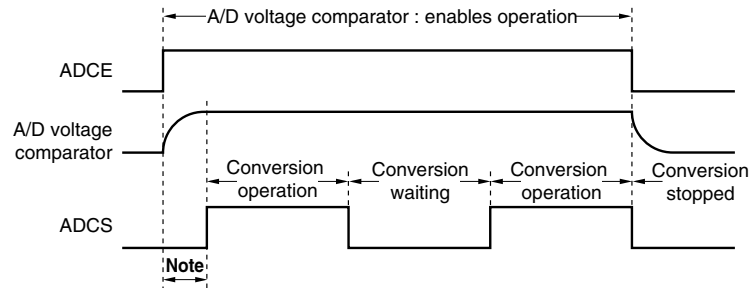 A/D voltage comparator : enables operation
ADCE
A/D voltage
comparator
Conversion
operation
Conversion
waiting
Conversion
operation
Conversion
stopped
ADCS
Note